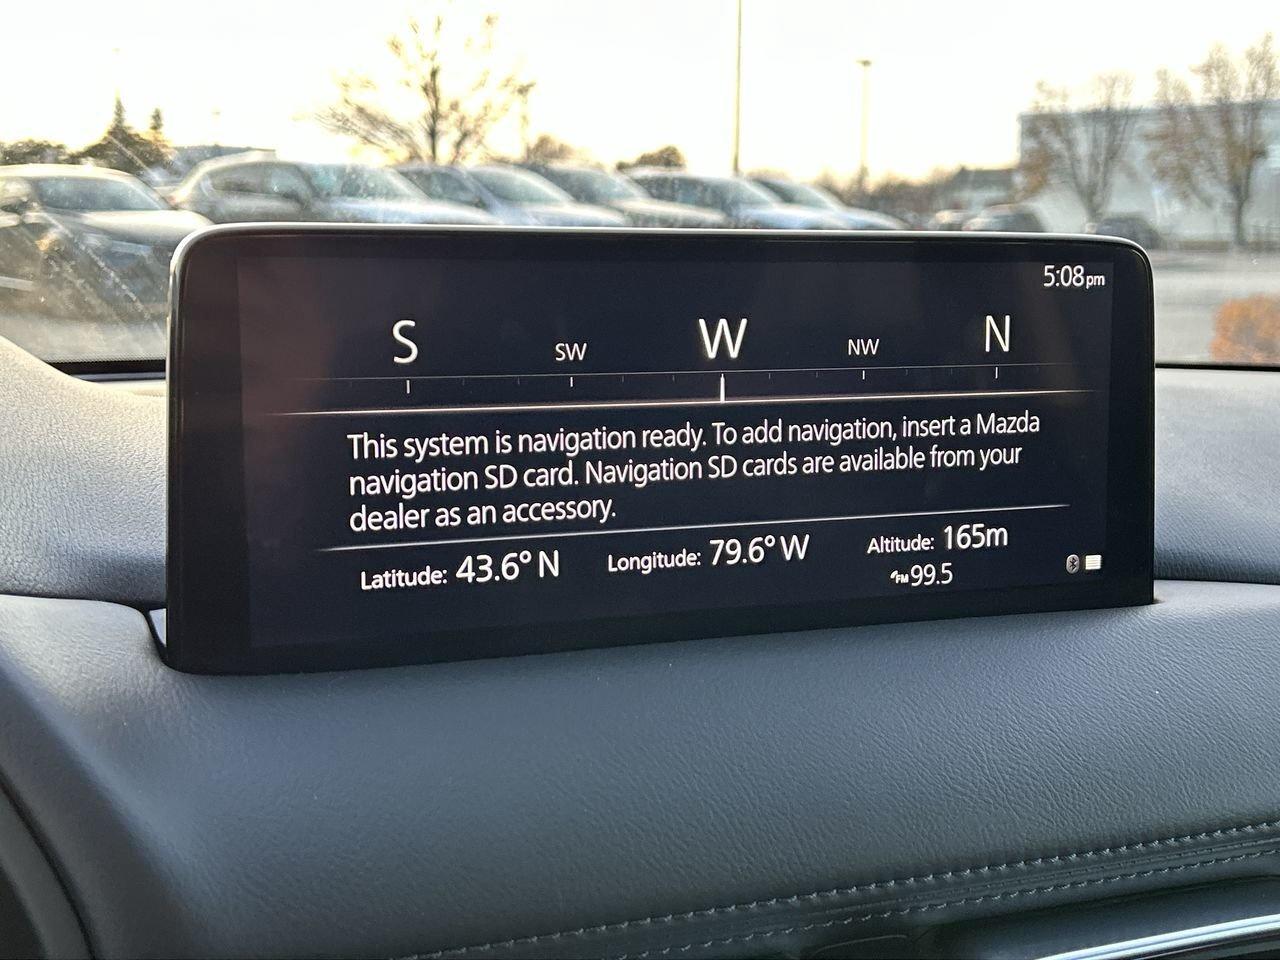 5:08pm
S SW W NW N
This system is navigation ready. To add navigation, insert a Mazda
navigation SD card. Navigation SD cards are available from your
dealer as an accessory.
Latitude: 43.6° N Longitude: 79.6° W Altitude: 165m
FM 99.5